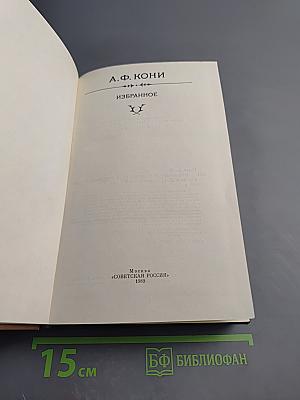 А.Ф. КОНИ
ИЗБРАННОЕ
Москва
«СОВЕТСКАЯ РОССИЯ»
1989
15 см
БФ БИБЛИОФАН